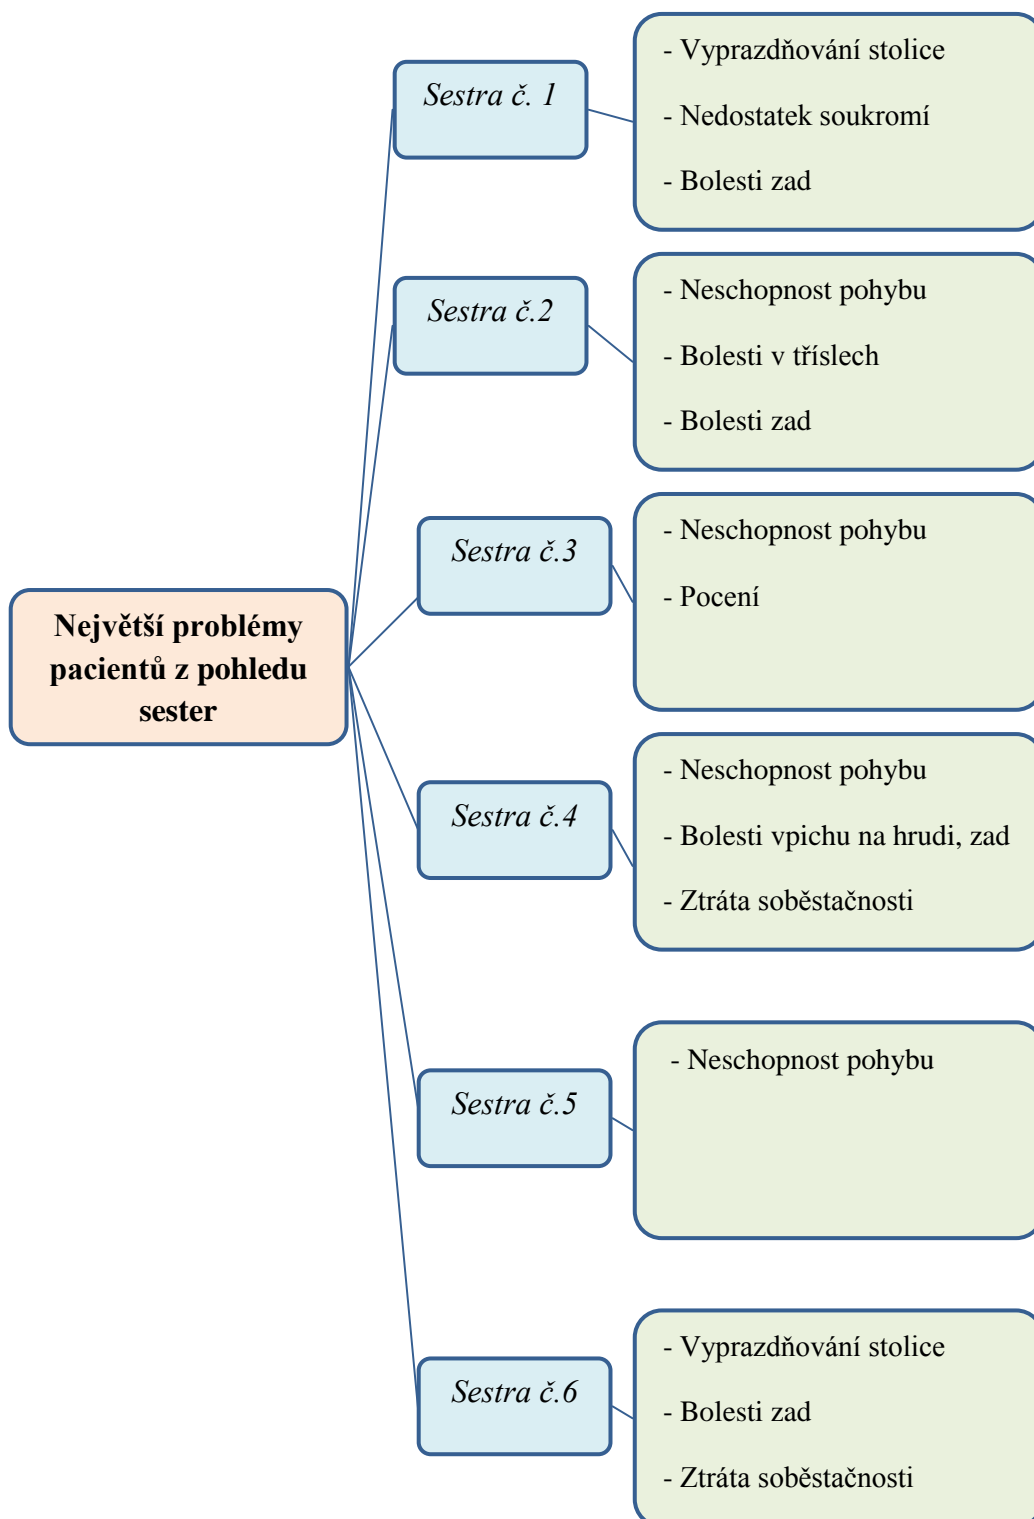 Největší problémy
pacientů z pohledu
sester
Sestra č. 1
- Vyprazdňování stolice
- Nedostatek soukromí
- Bolesti zad
Sestra č.2
- Neschopnost pohybu
- Bolesti v tříslech
- Bolesti zad
Sestra č.3
- Neschopnost pohybu
- Pocení
Sestra č.4
- Neschopnost pohybu
- Bolesti vpichu na hrudi, zad
- Ztráta soběstačnosti
Sestra č.5
- Neschopnost pohybu
Sestra č.6
- Vyprazdňování stolice
- Bolesti zad
- Ztráta soběstačnosti